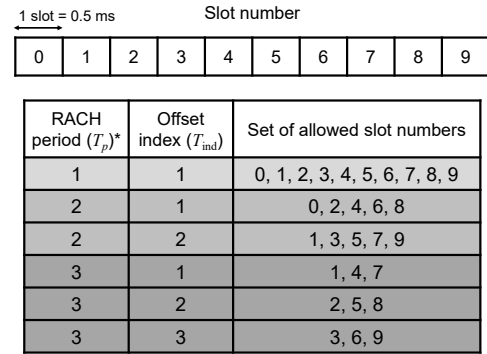 1 slot = 0.5 ms Slot number
0 1 2 3 4 5 6 7 8 9
RACH period (Tp)* Offset index (Tind) Set of allowed slot numbers
1 1 0, 1, 2, 3, 4, 5, 6, 7, 8, 9
2 1 0, 2, 4, 6, 8
2 2 1, 3, 5, 7, 9
3 1 1, 4, 7
3 2 2, 5, 8
3 3 3, 6, 9